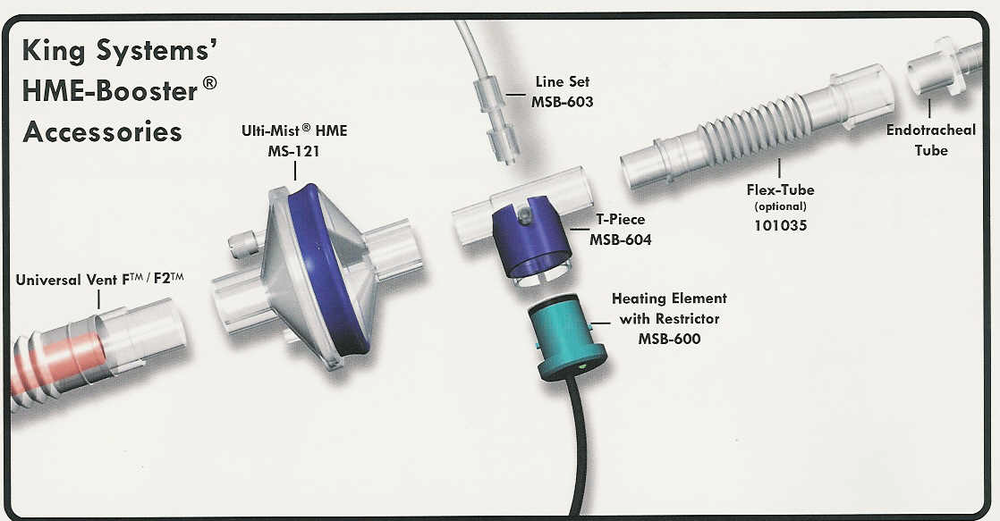 King Systems’
HME-Booster®
Accessories
Ulti-Mist® HME
MS-121
Line Set
MSB-603
Endotracheal
Tube
Flex-Tube
(optional)
101035
T-Piece
MSB-604
Universal Vent F™/F2™
Heating Element
with Restrictor
MSB-600